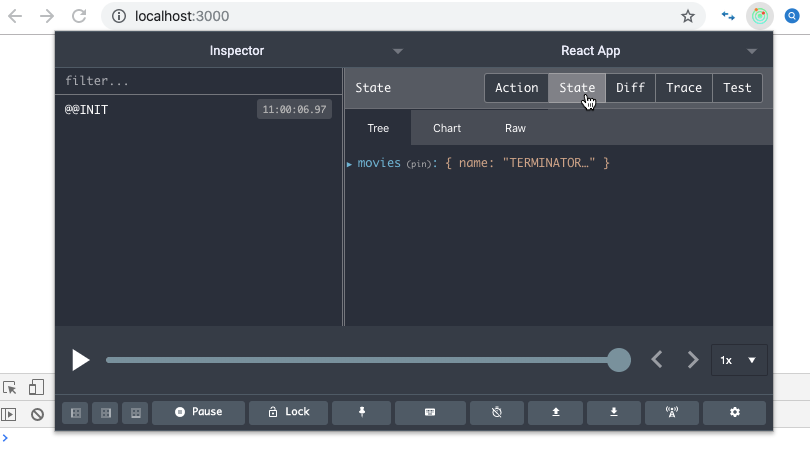 localhost:3000
Inspector
React App
filter...
State
Action
State
Diff
Trace
Test
@@INIT
11:00:06.97
Tree
Chart
Raw
movies (pin): { name: "TERMINATOR…" }
1x
Pause
Lock